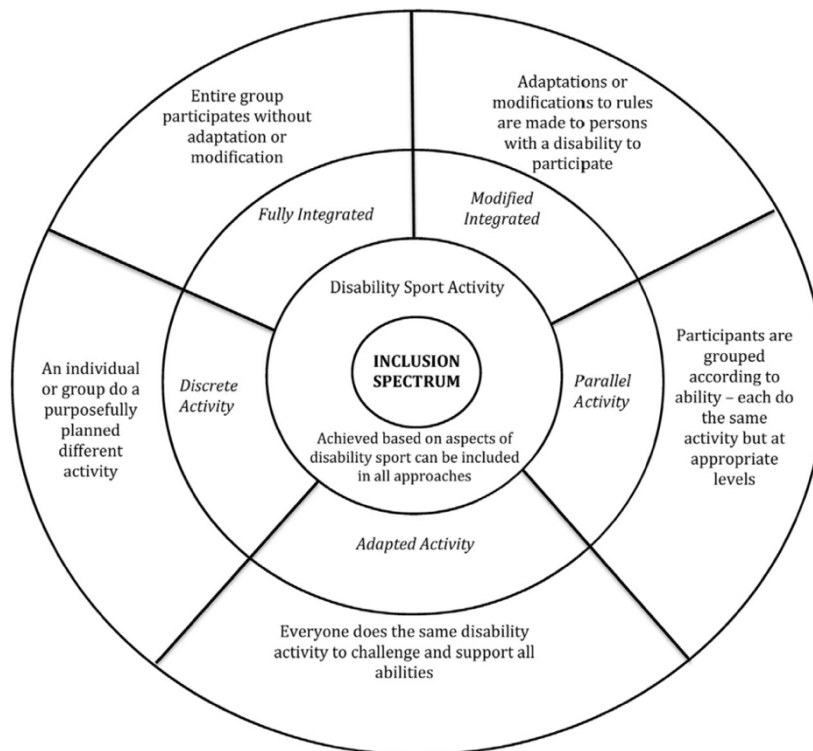 Entire group
participates without
adaptation or
modification
Adaptations or
modifications to rules
are made to persons
with a disability to
participate
Fully Integrated
Modified
Integrated
Disability Sport Activity
INCLUSION
SPECTRUM
Achieved based on aspects of
disability sport can be included
in all approaches
An individual
or group do a
purposefully
planned
different
activity
Discrete
Activity
Parallel
Activity
Participants are
grouped
according to
ability – each do
the same
activity but at
appropriate
levels
Adapted Activity
Everyone does the same disability
activity to challenge and support all
abilities